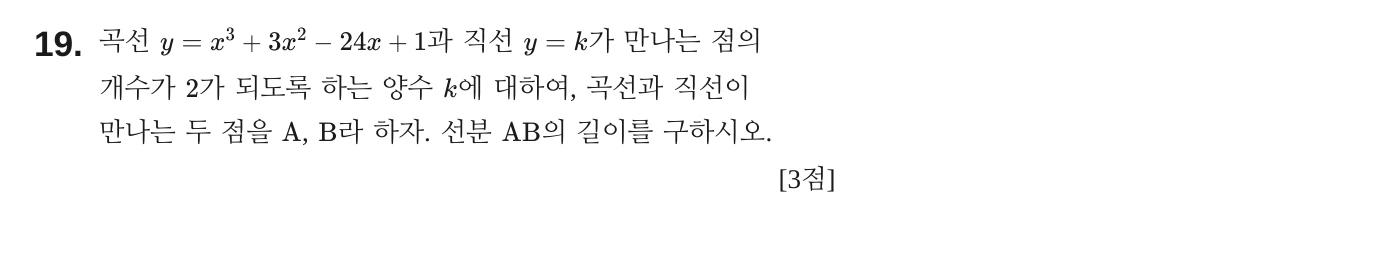 19. 곡선 y = x³ + 3x² − 24x + 1과 직선 y = k가 만나는 점의
개수가 2가 되도록 하는 양수 k에 대하여, 곡선과 직선이
만나는 두 점을 A, B라 하자. 선분 AB의 길이를 구하시오.
[3점]